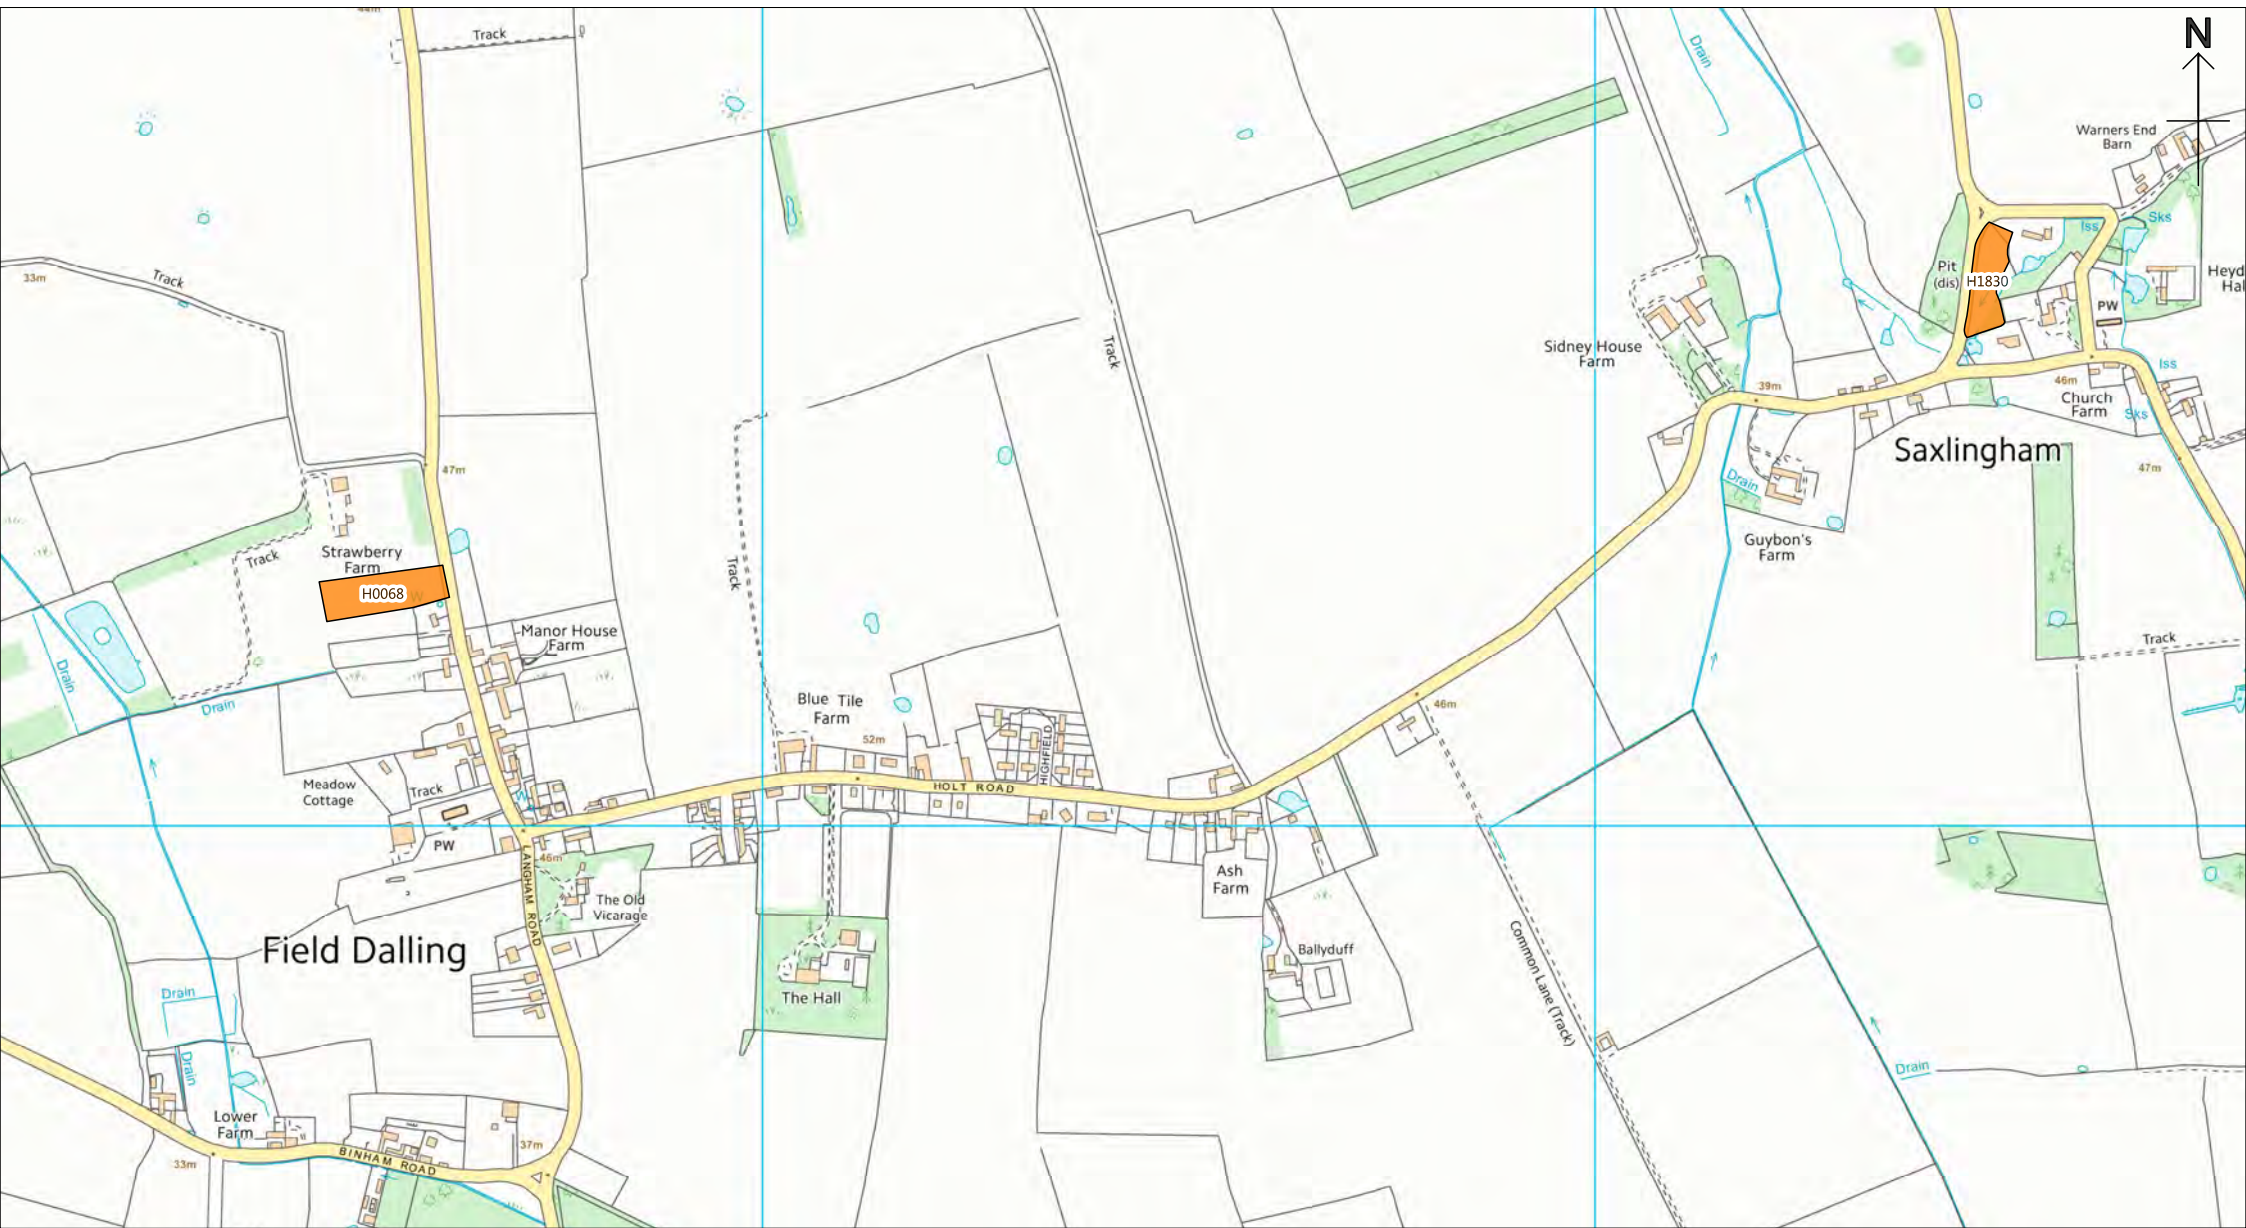 Track
N
Drain
Warners End
Barn
Sks
Iss
33m
Track
Pit
(dis)
H1830
PW
Track
Sidney House
Farm
Iss
39m
46m
Church
Farm
Sks
Saxlingham
47m
47m
Drain
Guybon's
Farm
Strawberry
Farm
Track
H0068
W
Track
Manor House
Farm
Track
Drain
Drain
Blue Tile
Farm
46m
52m
HIGHFIELD
Meadow
Cottage
Track
W
HOLT ROAD
PW
46m
LANGHAM ROAD
Ash
Farm
The Old
Vicarage
Field Dalling
Common Lane (Track)
Ballyduff
Drain
The Hall
Drain
Drain
Lower
Farm
BINHAM ROAD
37m
33m